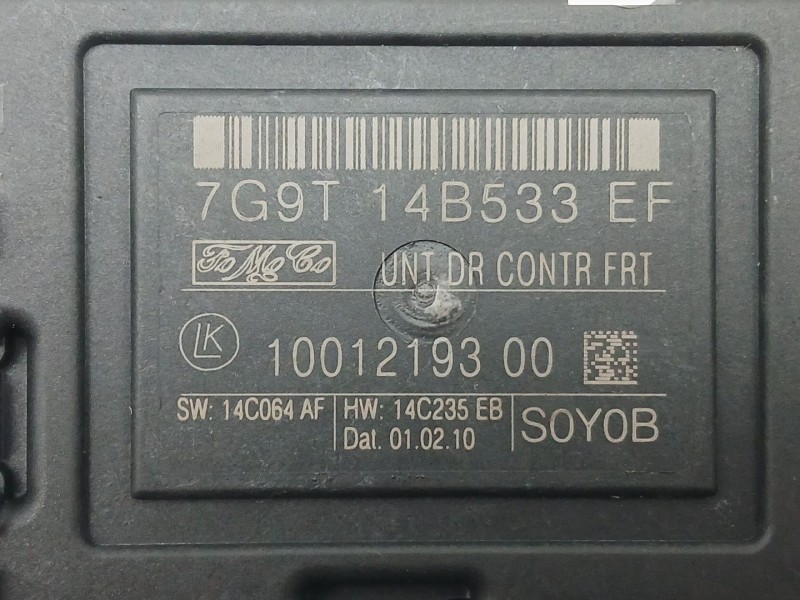 7G9T 14B533 EF
FoMoCo UNT DR CONTR FRT
LK 10012193 00
SW: 14C064 AF HW: 14C235 EB
Dat. 01.02.10 S0Y0B